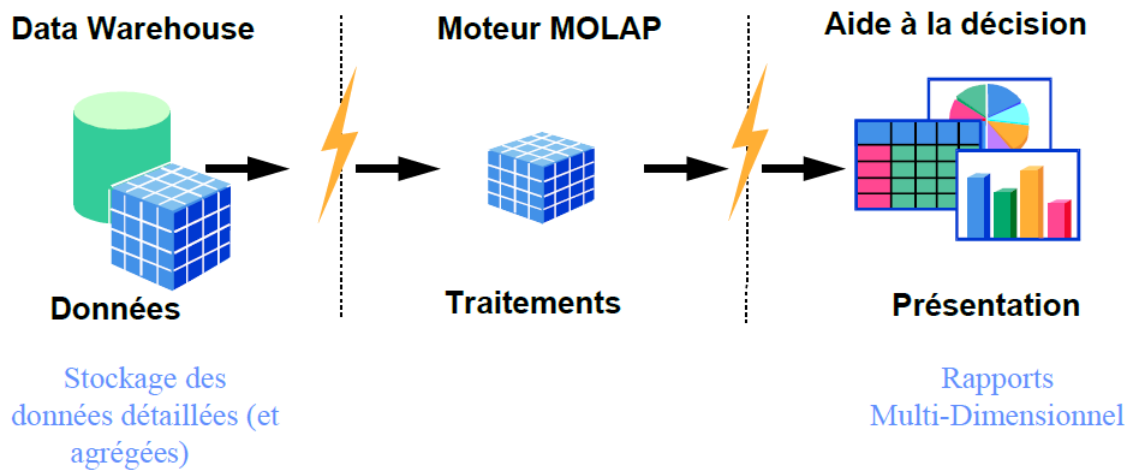 Data Warehouse
Moteur MOLAP
Aide à la décision
Données
Traitements
Présentation
Stockage des
données détaillées (et
agrégées)
Rapports
Multi-Dimensionnel